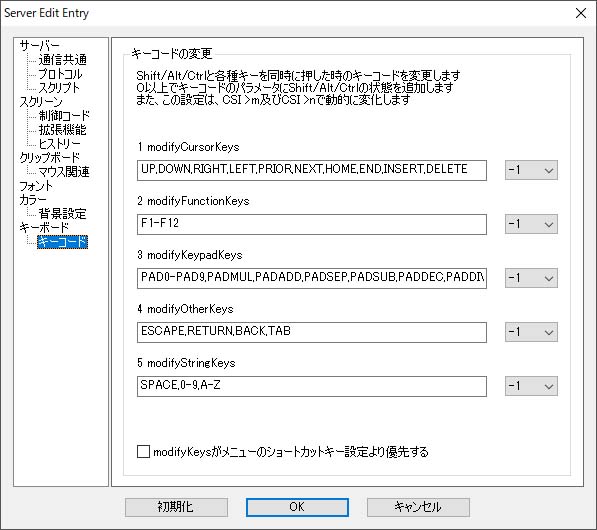 Server Edit Entry
サーバー
通信共通
プロトコル
スクリプト
スクリーン
制御コード
拡張機能
ヒストリー
クリップボード
マウス関連
フォント
カラー
背景設定
キーボード
キーコード
キーコードの変更
Shift/Alt/Ctrlと各種キーを同時に押した時のキーコードを変更します
0以上でキーコードのパラメータにShift/Alt/Ctrlの状態を追加します
また、この設定は、CSI >m及びCSI >nで動的に変化します
1 modifyCursorKeys
UP,DOWN,RIGHT,LEFT,PRIOR,NEXT,HOME,END,INSERT,DELETE
-1
2 modifyFunctionKeys
F1-F12
-1
3 modifyKeypadKeys
PAD0-PAD9,PADMUL,PADADD,PADSEP,PADSUB,PADDEC,PADDIV
-1
4 modifyOtherKeys
ESCAPE,RETURN,BACK,TAB
-1
5 modifyStringKeys
SPACE,0-9,A-Z
-1
modifyKeysがメニューのショートカットキー設定より優先する
初期化
OK
キャンセル